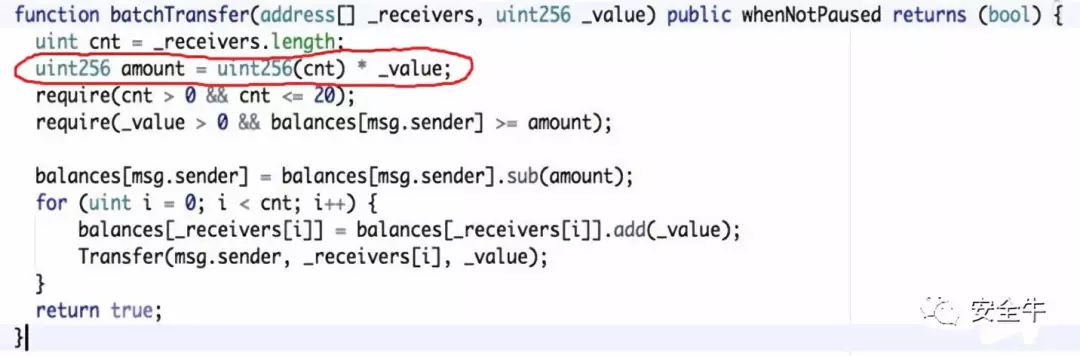 function batchTransfer(address[] _receivers, uint256 _value) public whenNotPaused returns (bool) {
uint cnt = _receivers.length;
uint256 amount = uint256(cnt) * _value;
require(cnt > 0 && cnt <= 20);
require(_value > 0 && balances[msg.sender] >= amount);
balances[msg.sender] = balances[msg.sender].sub(amount);
for (uint i = 0; i < cnt; i++) {
balances[_receivers[i]] = balances[_receivers[i]].add(_value);
Transfer(msg.sender, _receivers[i], _value);
}
return true;
}
安全牛